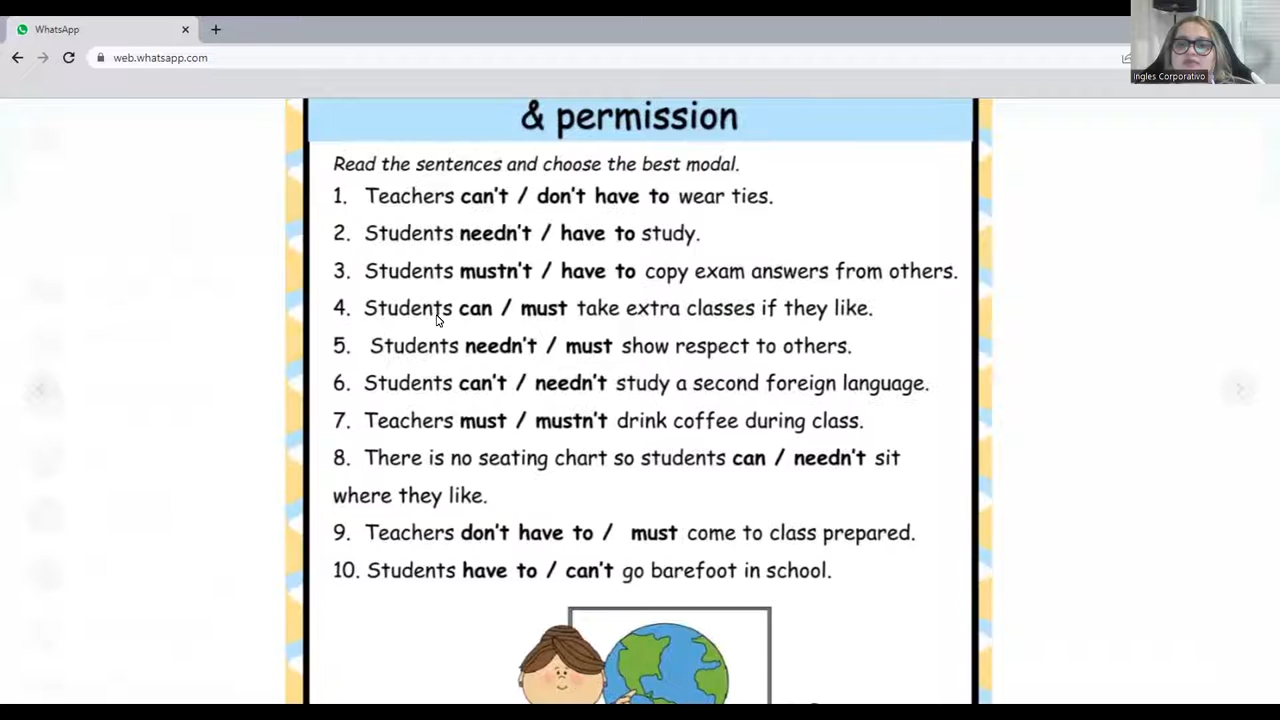 WhatsApp
web.whatsapp.com
Ingles Corporativo
& permission
Read the sentences and choose the best modal.
1. Teachers can't / don't have to wear ties.
2. Students needn't / have to study.
3. Students mustn't / have to copy exam answers from others.
4. Students can / must take extra classes if they like.
5. Students needn't / must show respect to others.
6. Students can't / needn't study a second foreign language.
7. Teachers must / mustn't drink coffee during class.
8. There is no seating chart so students can / needn't sit
where they like.
9. Teachers don't have to / must come to class prepared.
10. Students have to / can't go barefoot in school.